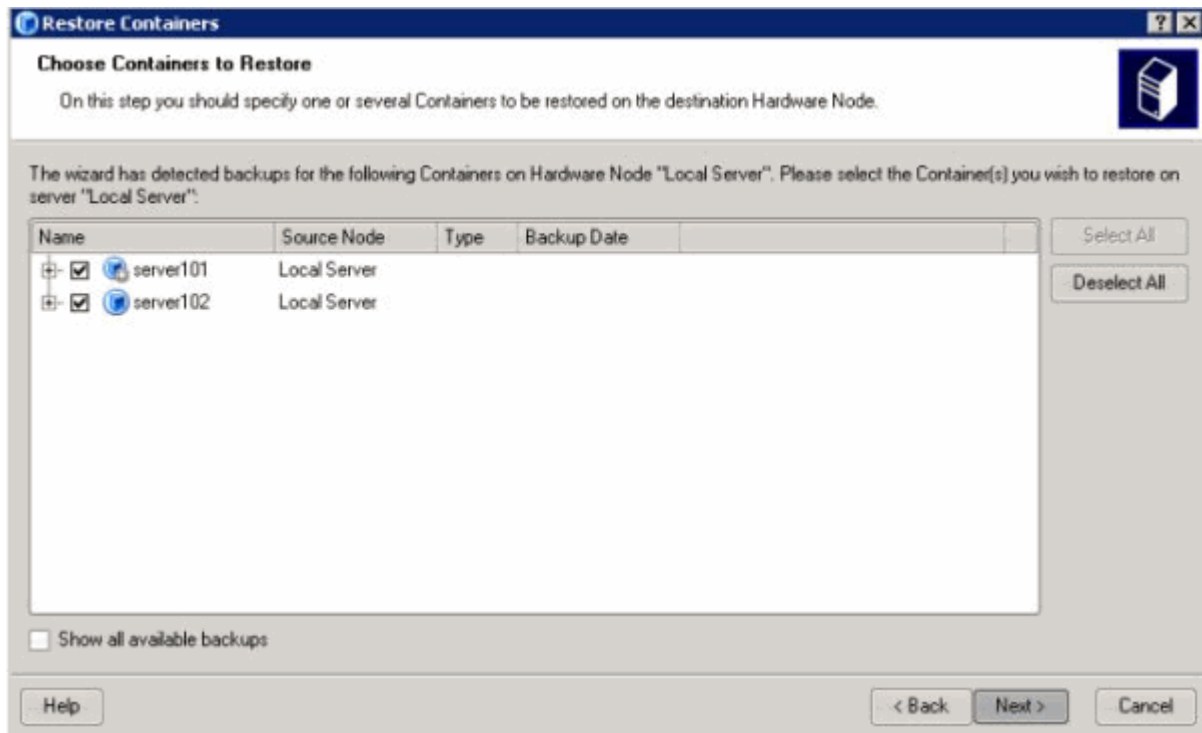 Restore Containers
Choose Containers to Restore
On this step you should specify one or several Containers to be restored on the destination Hardware Node.
The wizard has detected backups for the following Containers on Hardware Node "Local Server". Please select the Container(s) you wish to restore on
server "Local Server":
Name Source Node Type Backup Date
Select All
server101 Local Server
Deselect All
server102 Local Server
Show all available backups
Help < Back Next > Cancel